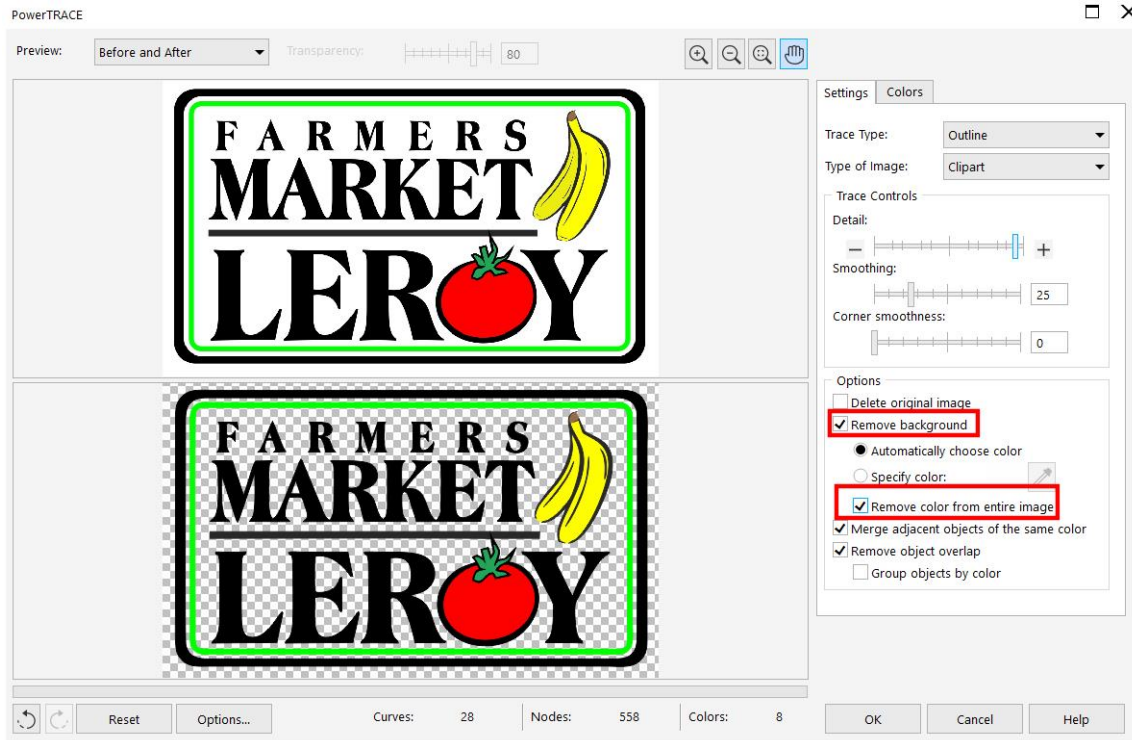 PowerTRACE
Preview: Before and After Transparency: 80
FARMERS
MARKET
LEROY
FARMERS
MARKET
LEROY
Settings Colors
Trace Type: Outline
Type of Image: Clipart
Trace Controls
Detail:
Smoothing:
25
Corner smoothness:
0
Options
Delete original image
Remove background
Automatically choose color
Specify color:
Remove color from entire image
Merge adjacent objects of the same color
Remove object overlap
Group objects by color
Reset Options... Curves: 28 Nodes: 558 Colors: 8 OK Cancel Help